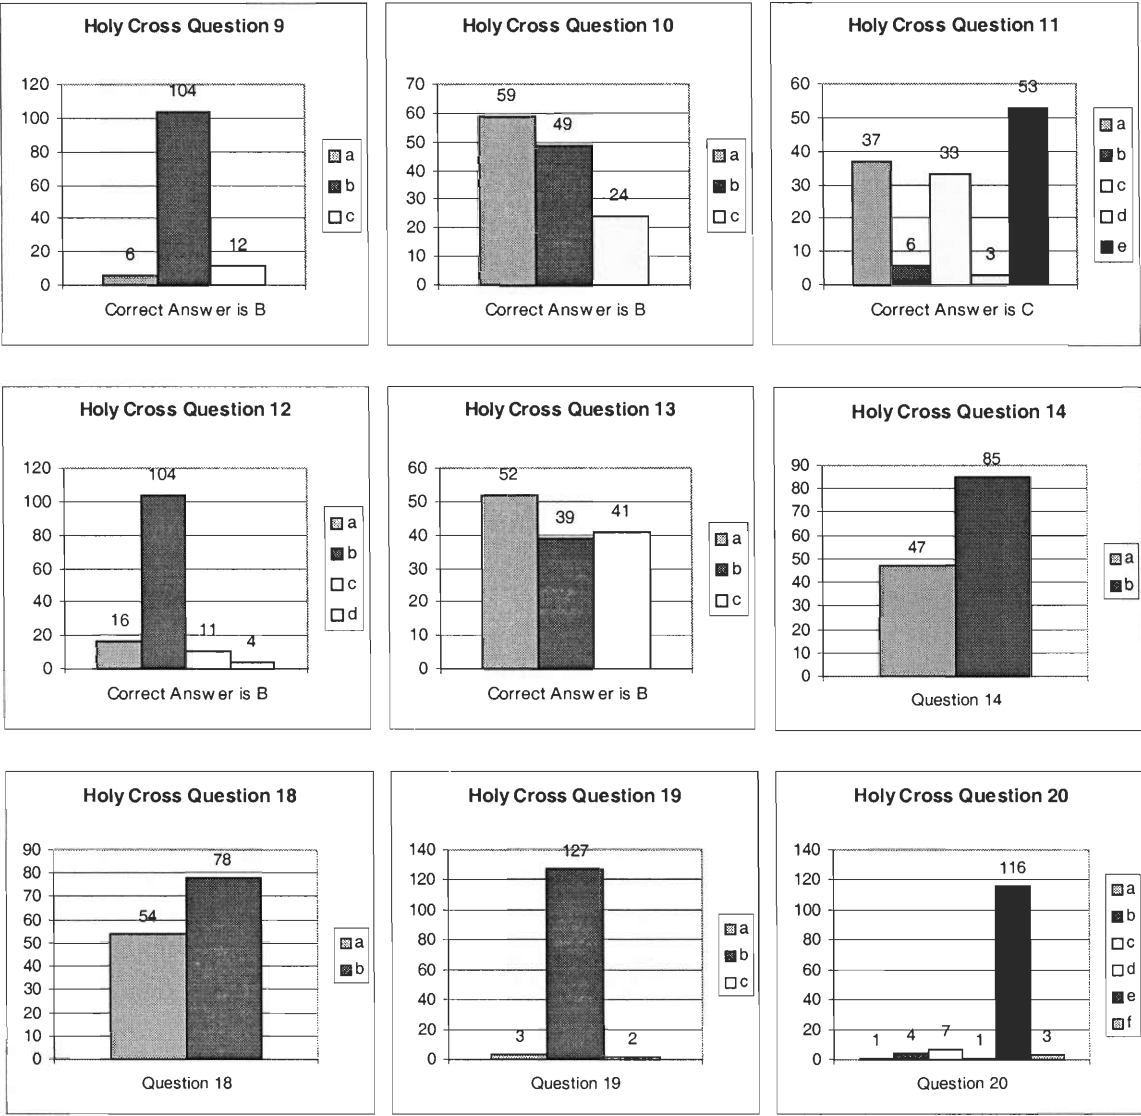 Holy Cross Question 9
120
100
80
60
40
20
0
6
104
12
a
b
c
Correct Answer is B
Holy Cross Question 10
70
60
50
40
30
20
10
0
59
49
24
a
b
c
Correct Answer is B
Holy Cross Question 11
60
50
40
30
20
10
0
37
6
33
3
53
a
b
c
d
e
Correct Answer is C
Holy Cross Question 12
120
100
80
60
40
20
0
16
104
11
4
a
b
c
d
Correct Answer is B
Holy Cross Question 13
60
50
40
30
20
10
0
52
39
41
a
b
c
Correct Answer is B
Holy Cross Question 14
90
80
70
60
50
40
30
20
10
0
47
85
a
b
Question 14
Holy Cross Question 18
90
80
70
60
50
40
30
20
10
0
54
78
a
b
Question 18
Holy Cross Question 19
140
120
100
80
60
40
20
0
3
127
2
a
b
c
Question 19
Holy Cross Question 20
140
120
100
80
60
40
20
0
1
4
7
1
116
3
a
b
c
d
e
f
Question 20